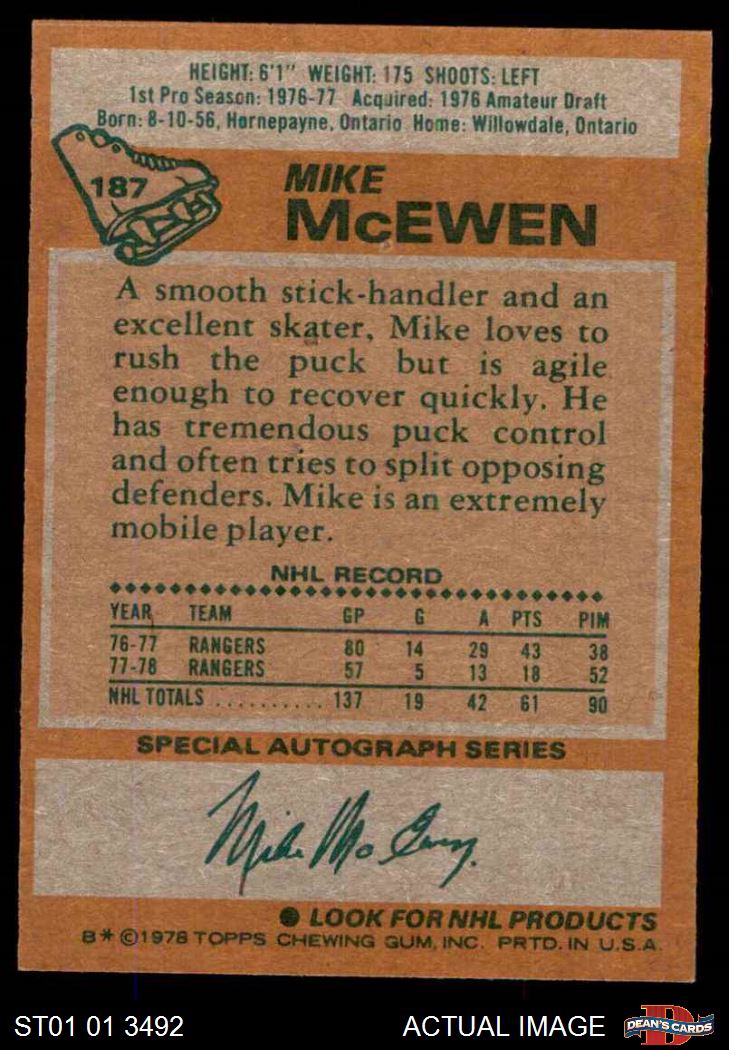 HEIGHT: 6'1" WEIGHT: 175 SHOOTS: LEFT
1st Pro Season: 1976-77 Acquired: 1976 Amateur Draft
Born: 8-10-56, Hornepayne, Ontario Home: Willowdale, Ontario
187
MIKE
McEWEN
A smooth stick-handler and an
excellent skater, Mike loves to
rush the puck but is agile
enough to recover quickly. He
has tremendous puck control
and often tries to split opposing
defenders. Mike is an extremely
mobile player.
NHL RECORD
YEAR TEAM GP G A PTS PIM
76-77 RANGERS 80 14 29 43 38
77-78 RANGERS 57 5 13 18 52
NHL TOTALS .......... 137 19 42 61 90
SPECIAL AUTOGRAPH SERIES
Mike McEwen
● LOOK FOR NHL PRODUCTS
B* ©1978 TOPPS CHEWING GUM, INC. PRTD. IN U.S.A.
ST01 01 3492 ACTUAL IMAGE DEAN'S CARDS